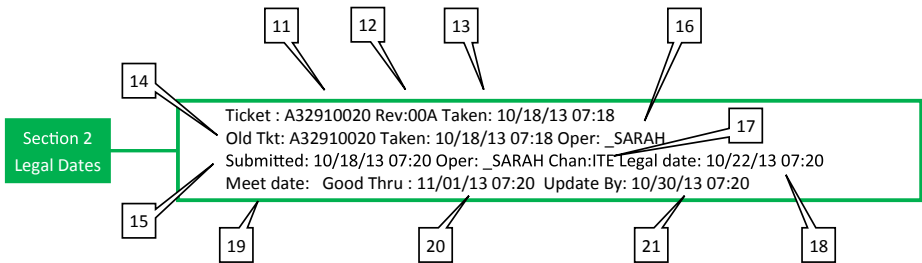 11
12
13
16
14
Ticket : A32910020 Rev:00A Taken: 10/18/13 07:18
Old Tkt: A32910020 Taken: 10/18/13 07:18 Oper: _SARAH
17
Section 2
Legal Dates
Submitted: 10/18/13 07:20 Oper: _SARAH Chan:ITE Legal date: 10/22/13 07:20
Meet date: Good Thru : 11/01/13 07:20 Update By: 10/30/13 07:20
15
19
20
21
18